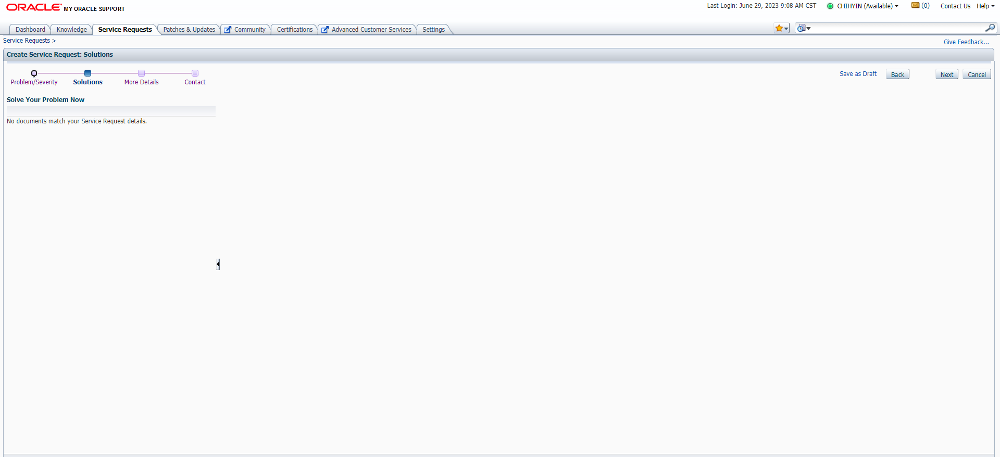 ORACLE MY ORACLE SUPPORT
Last Login: June 29, 2023 9:08 AM CST
CHIHYIN (Available)
(0)
Contact Us
Help
Dashboard
Knowledge
Service Requests
Patches & Updates
Community
Certifications
Advanced Customer Services
Settings
Service Requests >
Give Feedback...
Create Service Request: Solutions
Problem/Severity
Solutions
More Details
Contact
Save as Draft
Back
Next
Cancel
Solve Your Problem Now
No documents match your Service Request details.